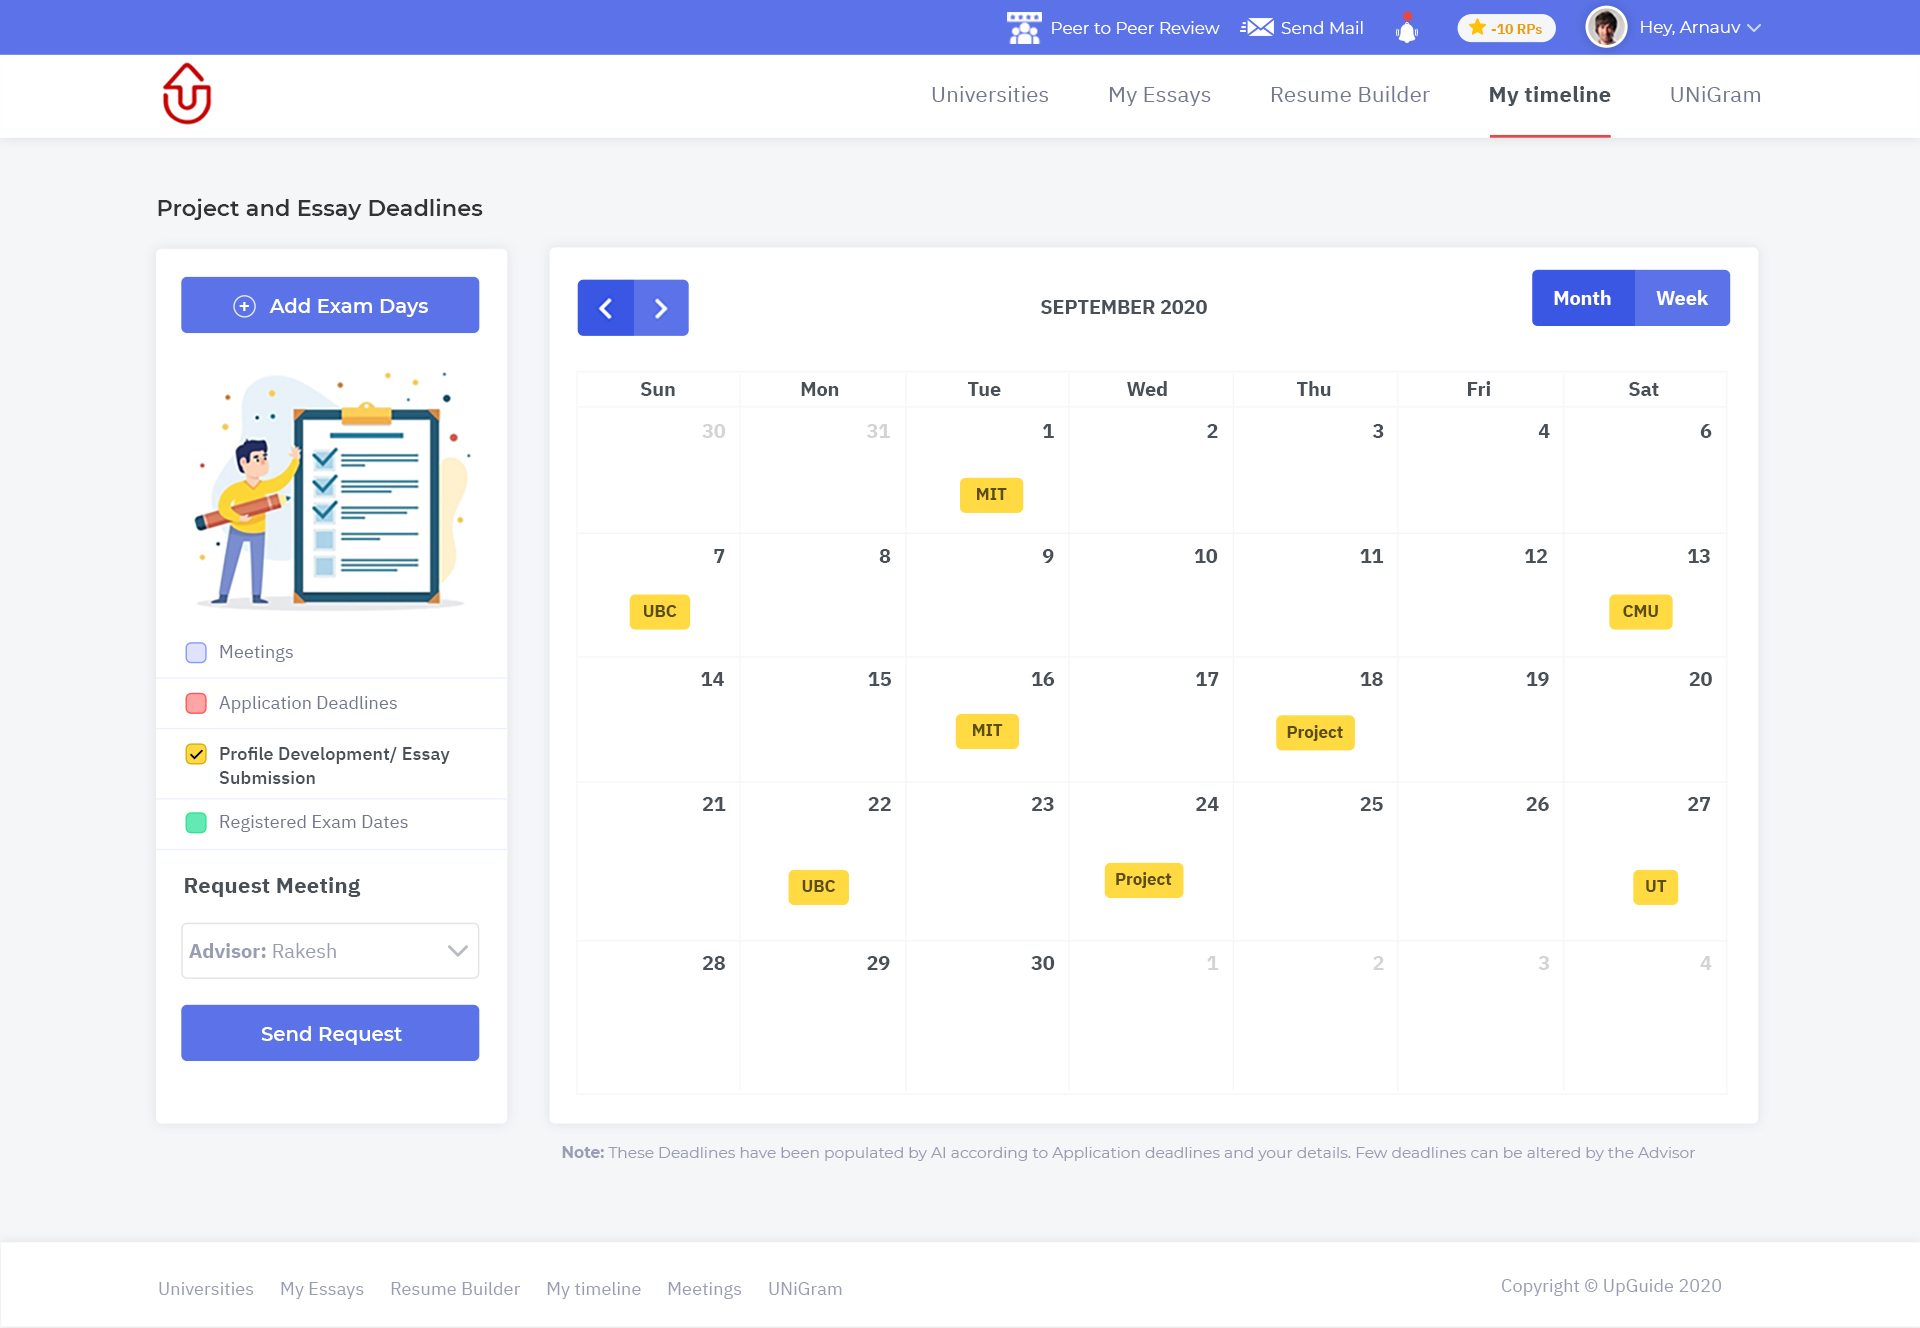 Peer to Peer Review Send Mail -10 RPs Hey, Arnauv
Universities My Essays Resume Builder My timeline UNiGram
Project and Essay Deadlines
Add Exam Days
Meetings
Application Deadlines
Profile Development/ Essay
Submission
Registered Exam Dates
Request Meeting
Advisor: Rakesh
Send Request
SEPTEMBER 2020
Month Week
Sun Mon Tue Wed Thu Fri Sat
30 31 1 2 3 4 6
MIT
7 8 9 10 11 12 13
UBC CMU
14 15 16 17 18 19 20
MIT Project
21 22 23 24 25 26 27
UBC Project UT
28 29 30 1 2 3 4
Note: These Deadlines have been populated by AI according to Application deadlines and your details. Few deadlines can be altered by the Advisor
Universities My Essays Resume Builder My timeline Meetings UNiGram
Copyright © UpGuide 2020